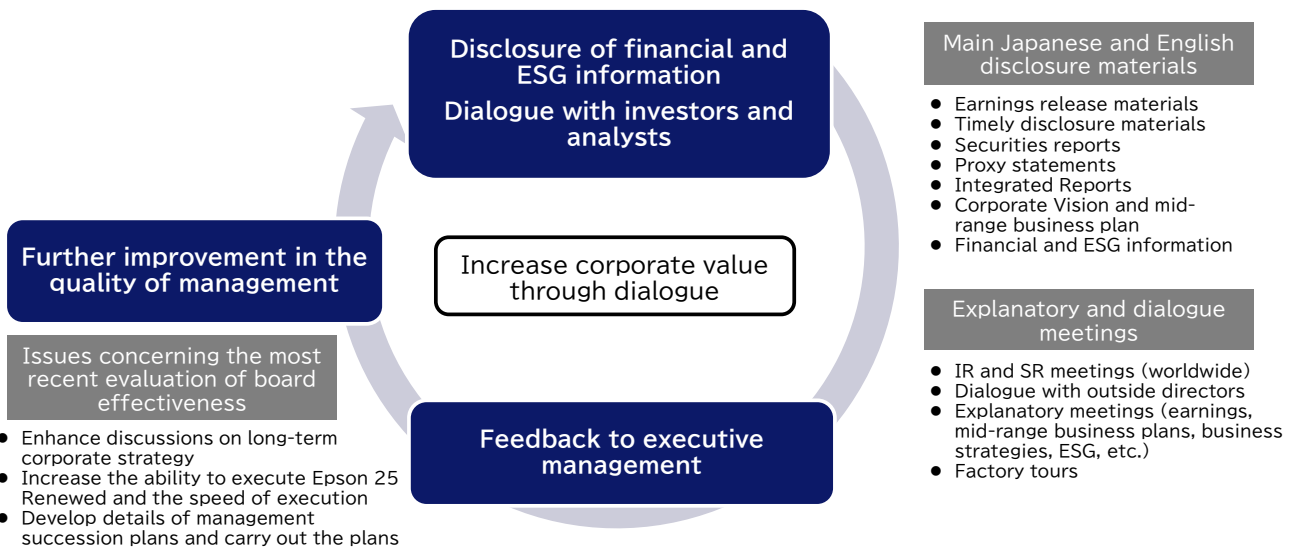 Disclosure of financial and
ESG information
Dialogue with investors and
analysts
Main Japanese and English
disclosure materials
● Earnings release materials
● Timely disclosure materials
● Securities reports
● Proxy statements
● Integrated Reports
● Corporate Vision and mid-
range business plan
● Financial and ESG information
Further improvement in the
quality of management
Increase corporate value
through dialogue
Explanatory and dialogue
meetings
● IR and SR meetings (worldwide)
● Dialogue with outside directors
● Explanatory meetings (earnings,
mid-range business plans, business
strategies, ESG, etc.)
● Factory tours
Issues concerning the most
recent evaluation of board
effectiveness
● Enhance discussions on long-term
corporate strategy
● Increase the ability to execute Epson 25
Renewed and the speed of execution
● Develop details of management
succession plans and carry out the plans
Feedback to executive
management